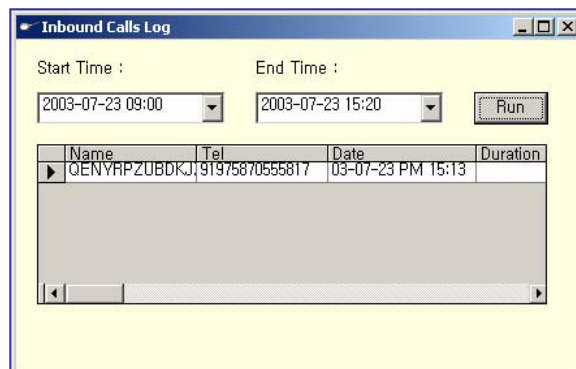 Inbound Calls Log
Start Time : End Time :
2003-07-23 09:00 2003-07-23 15:20 Run
Name Tel Date Duration
QENYRPZUBDKJ 91975870555817 03-07-23 PM 15:13